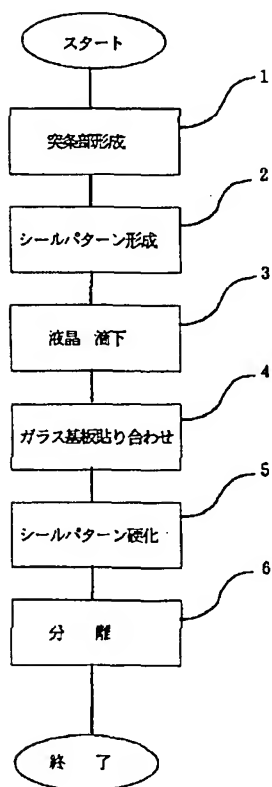 スタート
1
突条部形成
2
シールパターン形成
3
液晶 滴下
4
ガラス基板貼り合わせ
5
シールパターン硬化
6
分 離
終 了